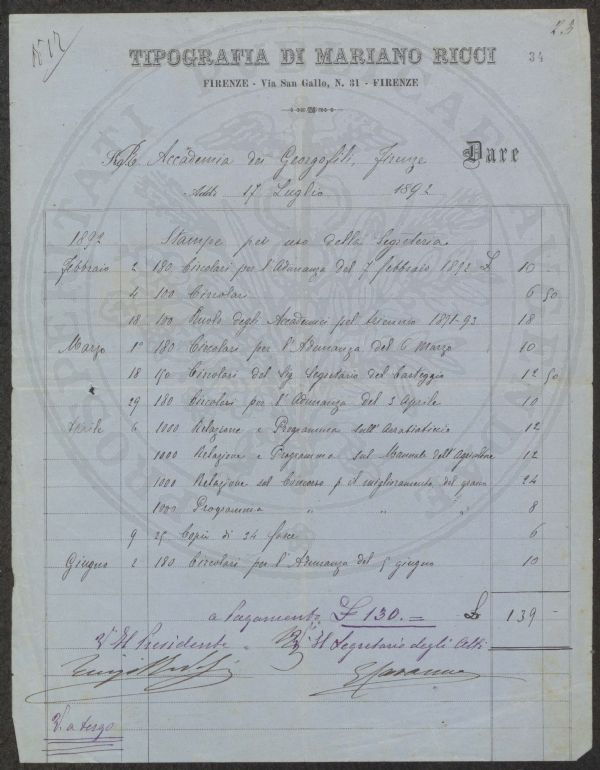 N° 12
2.3
TIPOGRAFIA DI MARIANO RICCI
34
FIRENZE - Via San Gallo, N. 31 - FIRENZE
R. Accademia dei Georgofili, Firenze Dare
Addì 17 Luglio 1892
1892 Stampe per uso della Segreteria
Febbraio 2 180 Circolari per l'Adunanza del 7 febbraio 1892 £ 10
4 100 Circolari 6 50
18 100 Ruolo degli Accademici pel triennio 1891-93 18
Marzo 1° 180 Circolari per l'Adunanza del 6 Marzo 10
18 150 Circolari del Sig. Segretario del Carteggio 12 50
29 180 Circolari per l'Adunanza del 3 Aprile 10
Aprile 6 1000 Relazione e Programma sull' 12
1000 Relazione e Programma sul Manuale dell'Agricoltore 12
1000 Relazione sul Concorso p. il miglioramento del grano 24
1000 Programma " " " 8
9 25 Copie di 34 6
Giugno 2 180 Circolari per l'Adunanza del 5 giugno 10
a Pagamento £ 130.= £ 139 -
V° Il Presidente V° Il Segretario degli Atti
V. a tergo